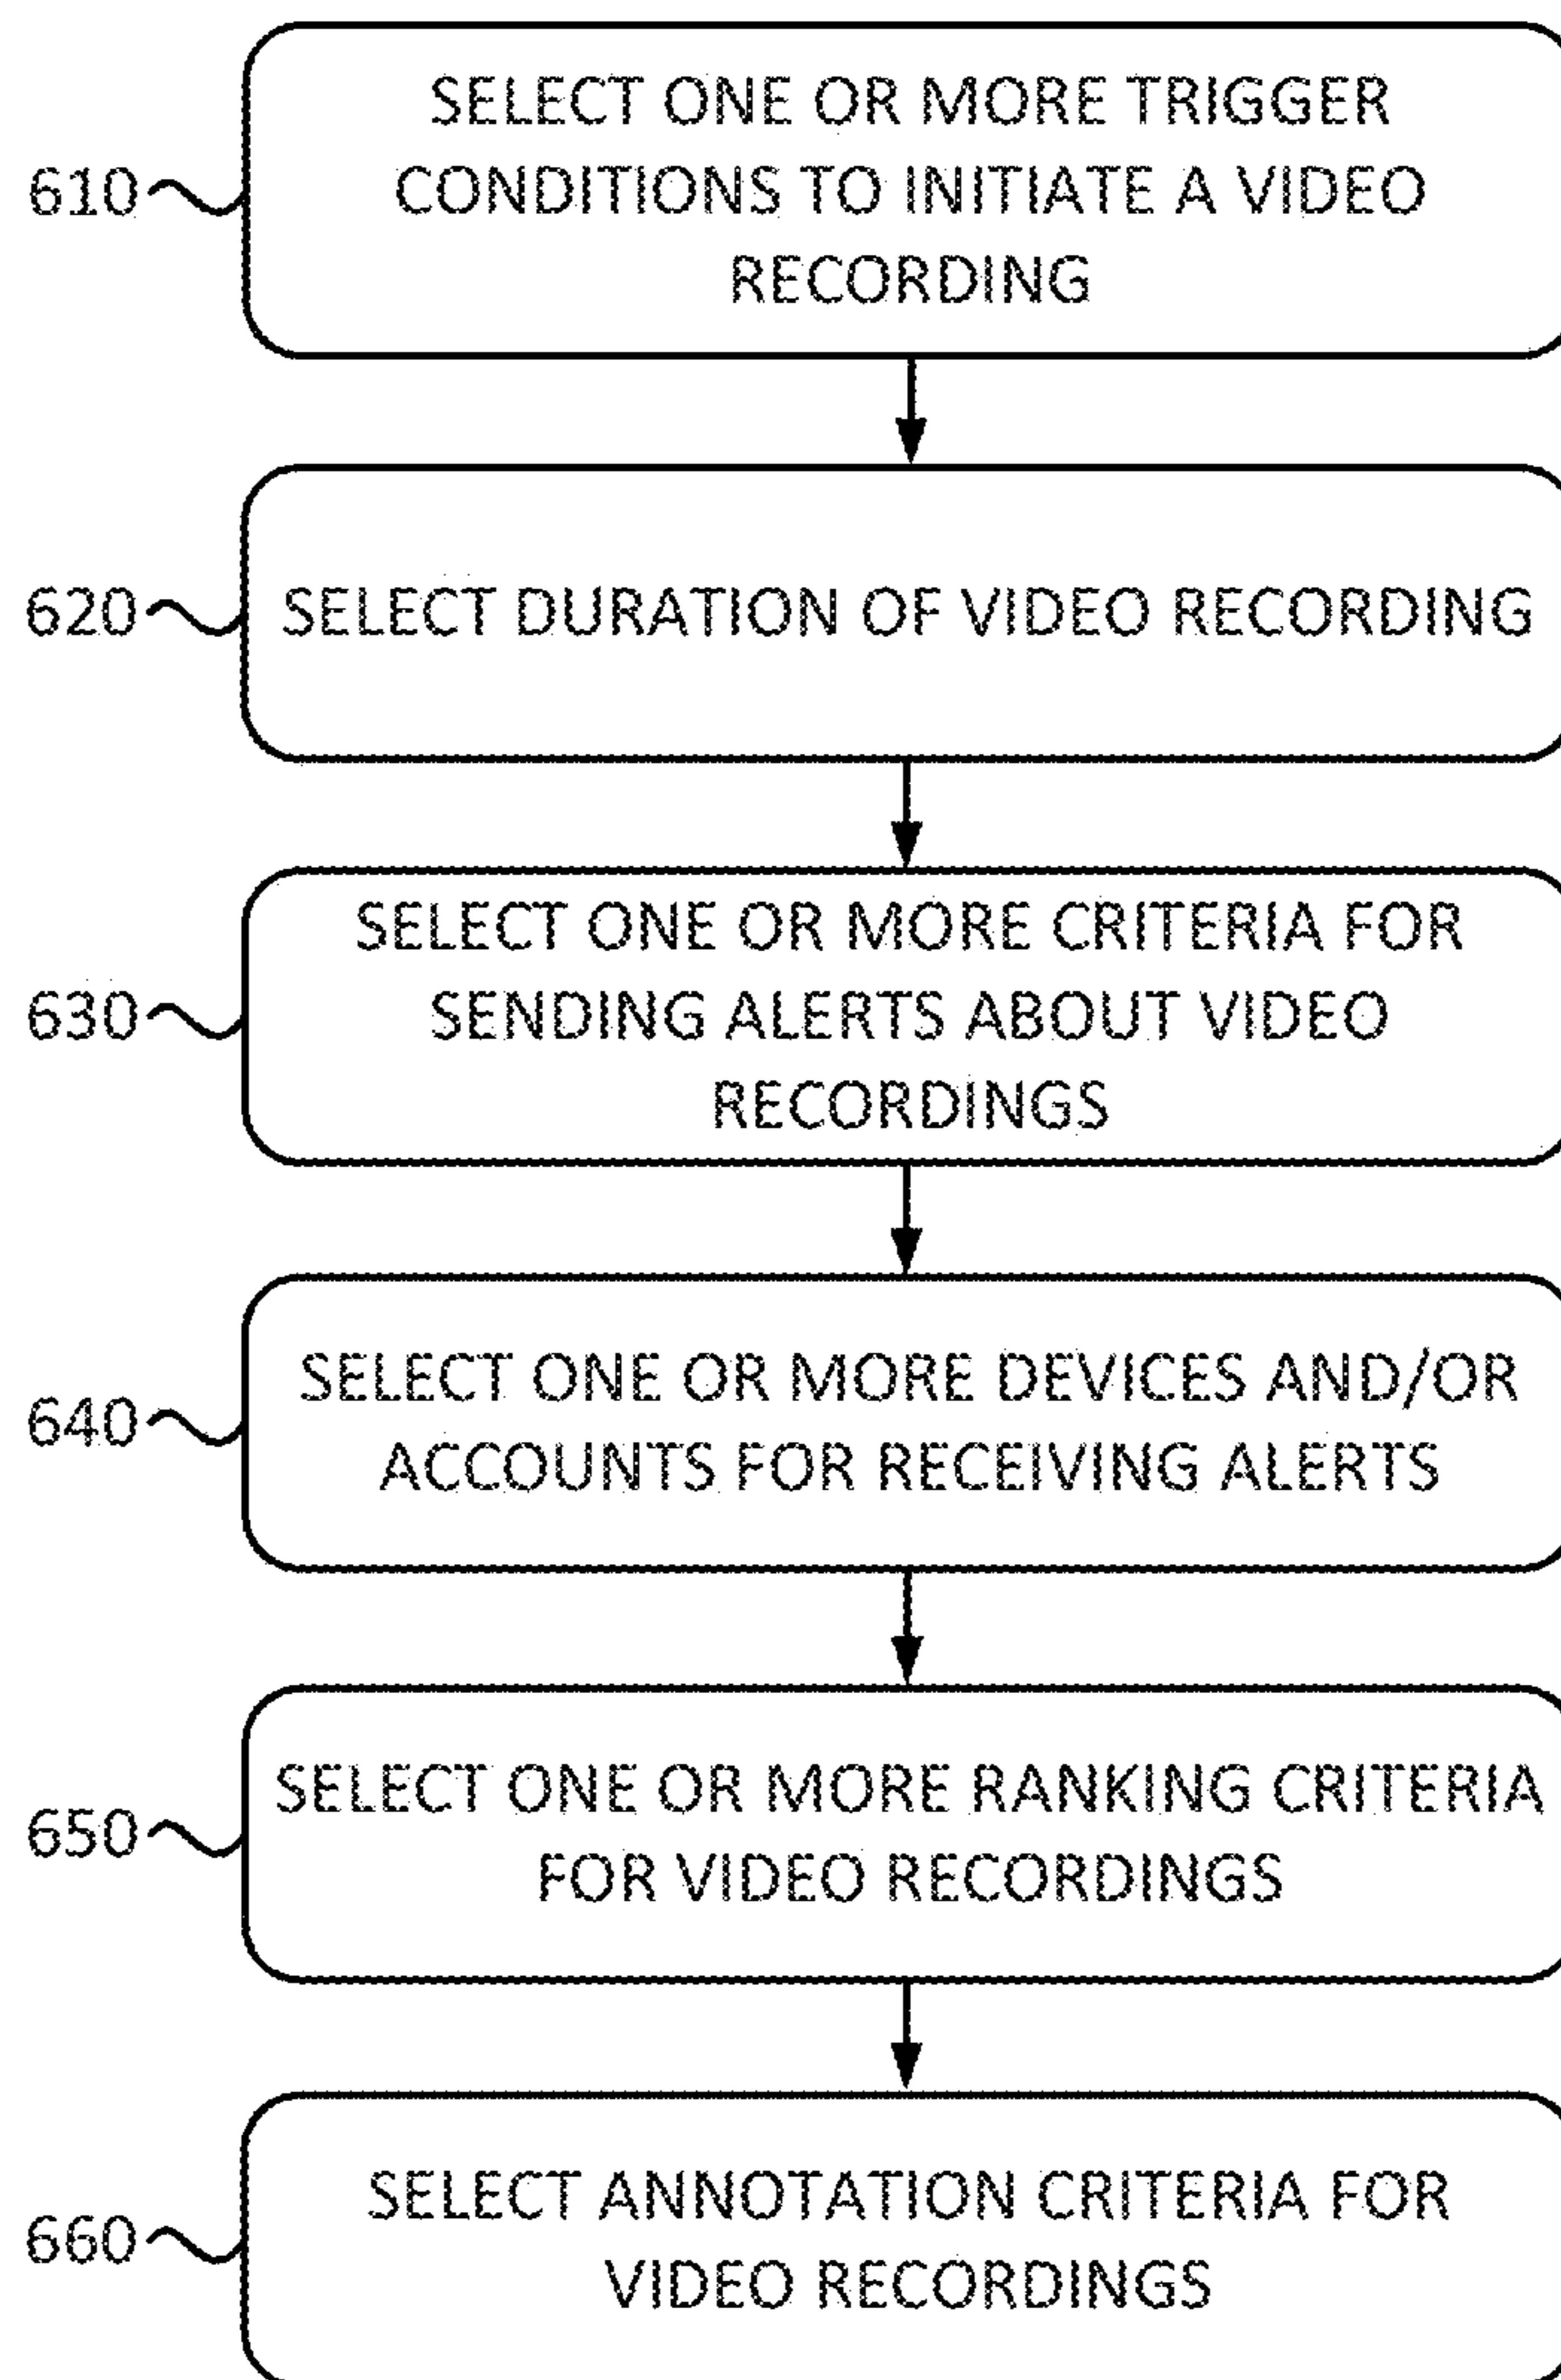 SELECT ONE OR MORE TRIGGER
CONDITIONS TO INITIATE A VIDEO
RECORDING
610
SELECT DURATION OF VIDEO RECORDING
620
SELECT ONE OR MORE CRITERIA FOR
SENDING ALERTS ABOUT VIDEO
RECORDINGS
630
SELECT ONE OR MORE DEVICES AND/OR
ACCOUNTS FOR RECEIVING ALERTS
640
SELECT ONE OR MORE RANKING CRITERIA
FOR VIDEO RECORDINGS
650
SELECT ANNOTATION CRITERIA FOR
VIDEO RECORDINGS
660